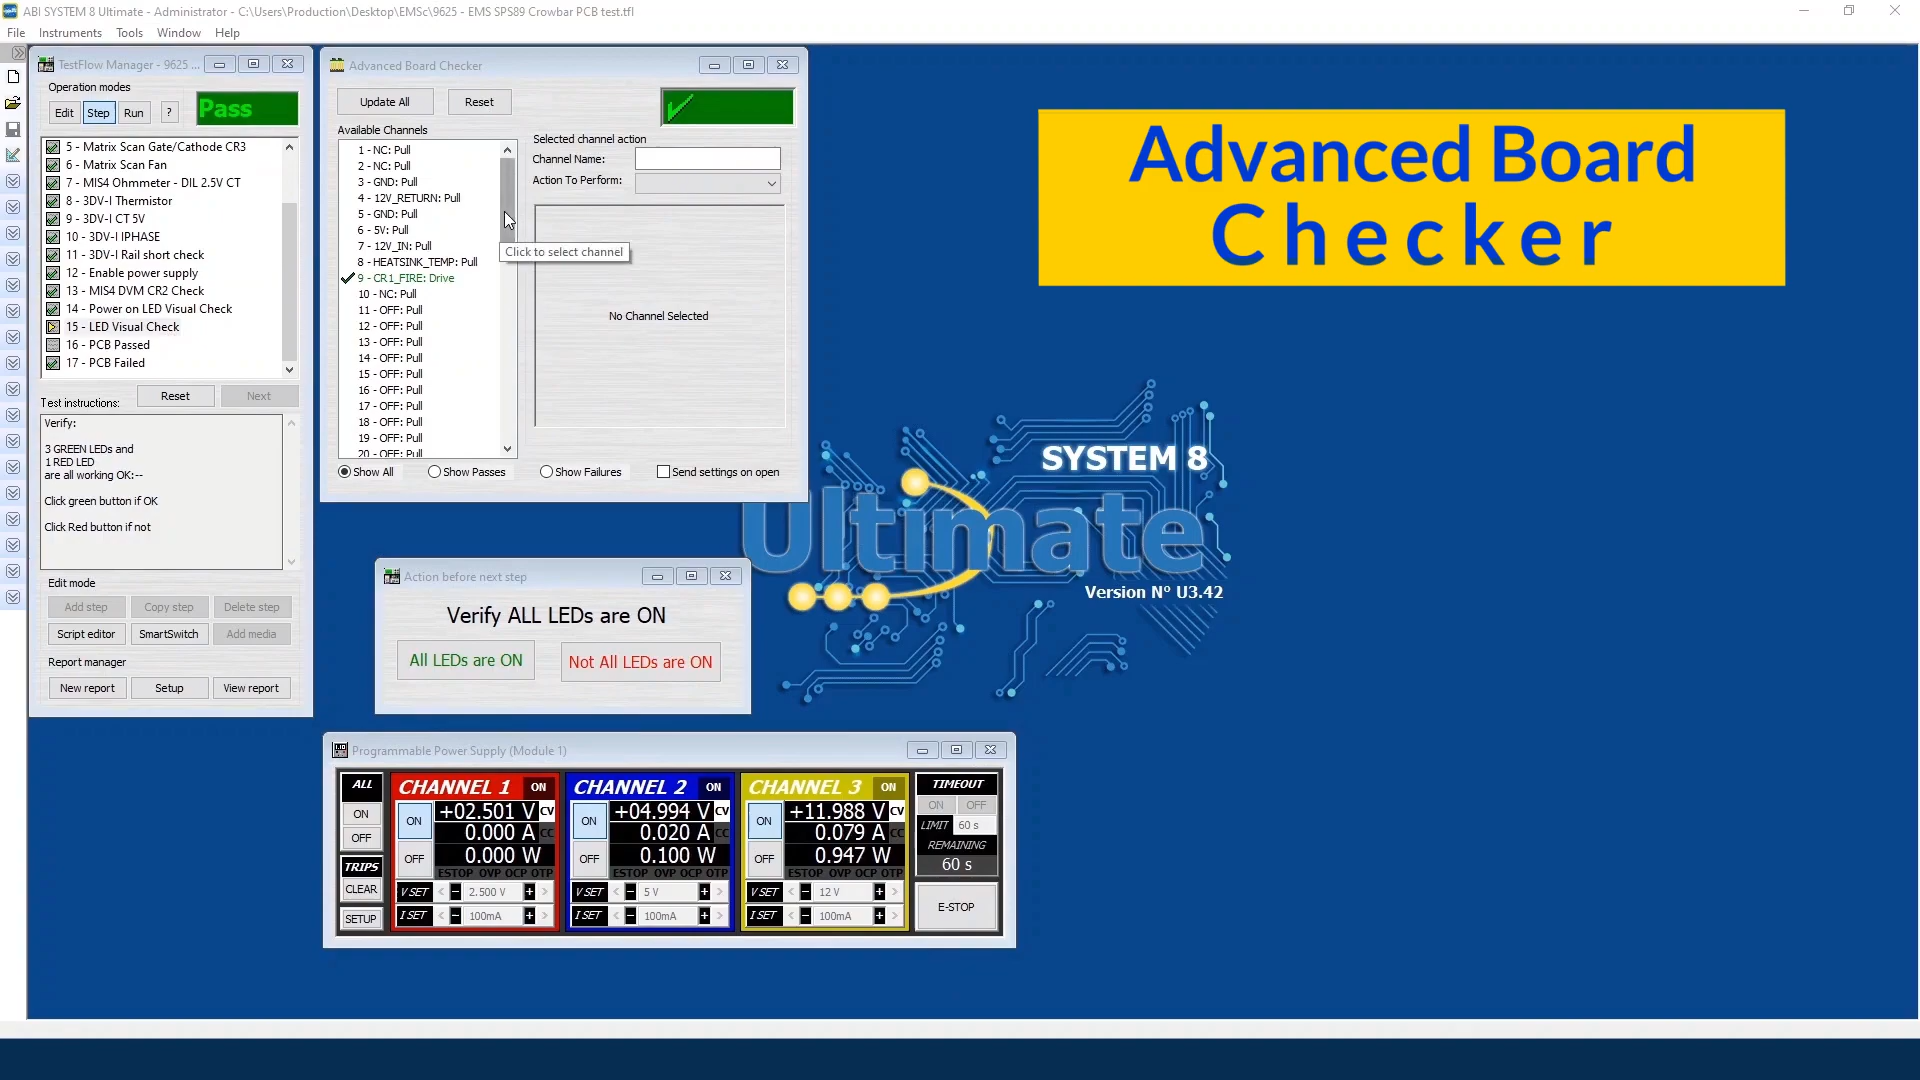 ABI SYSTEM 8 Ultimate - Administrator - C:\Users\Production\Desktop\EMSc\9625 - EMS SPS89 Crowbar PCB test.tfl
File Instruments Tools Window Help
TestFlow Manager - 9625 ...
Operation modes
Edit Step Run ? Pass
5 - Matrix Scan Gate/Cathode CR3
6 - Matrix Scan Fan
7 - MIS4 Ohmmeter - DIL 2.5V CT
8 - 3DV-I Thermistor
9 - 3DV-I CT 5V
10 - 3DV-I IPHASE
11 - 3DV-I Rail short check
12 - Enable power supply
13 - MIS4 DVM CR2 Check
14 - Power on LED Visual Check
15 - LED Visual Check
16 - PCB Passed
17 - PCB Failed
Test instructions: Reset Next
Verify:
3 GREEN LEDs and
1 RED LED
are all working OK:--
Click green button if OK
Click Red button if not
Edit mode
Add step Copy step Delete step
Script editor SmartSwitch Add media
Report manager
New report Setup View report
Advanced Board Checker
Update All Reset
Available Channels
1 - NC: Pull
2 - NC: Pull
3 - GND: Pull
4 - 12V_RETURN: Pull
5 - GND: Pull
6 - 5V: Pull
7 - 12V_IN: Pull
8 - HEATSINK_TEMP: Pull
9 - CR1_FIRE: Drive
10 - NC: Pull
11 - OFF: Pull
12 - OFF: Pull
13 - OFF: Pull
14 - OFF: Pull
15 - OFF: Pull
16 - OFF: Pull
17 - OFF: Pull
18 - OFF: Pull
19 - OFF: Pull
20 - OFF: Pull
Selected channel action
Channel Name:
Action To Perform:
Click to select channel
No Channel Selected
Show All Show Passes Show Failures Send settings on open
Advanced Board
Checker
SYSTEM 8
Ultimate
Version N° U3.42
Action before next step
Verify ALL LEDs are ON
All LEDs are ON Not All LEDs are ON
Programmable Power Supply (Module 1)
ALL
ON
OFF
TRIPS
CLEAR
SETUP
CHANNEL 1 ON
ON +02.501 V CV
0.000 A CC
OFF 0.000 W
ESTOP OVP OCP OTP
V SET < - 2.500 V + >
I SET < - 100mA + >
CHANNEL 2 ON
ON +04.994 V CV
0.020 A CC
OFF 0.100 W
ESTOP OVP OCP OTP
V SET < - 5 V + >
I SET < - 100mA + >
CHANNEL 3 ON
ON +11.988 V CV
0.079 A CC
OFF 0.947 W
ESTOP OVP OCP OTP
V SET < - 12 V + >
I SET < - 100mA + >
TIMEOUT
ON OFF
LIMIT 60 s
REMAINING
60 s
E-STOP